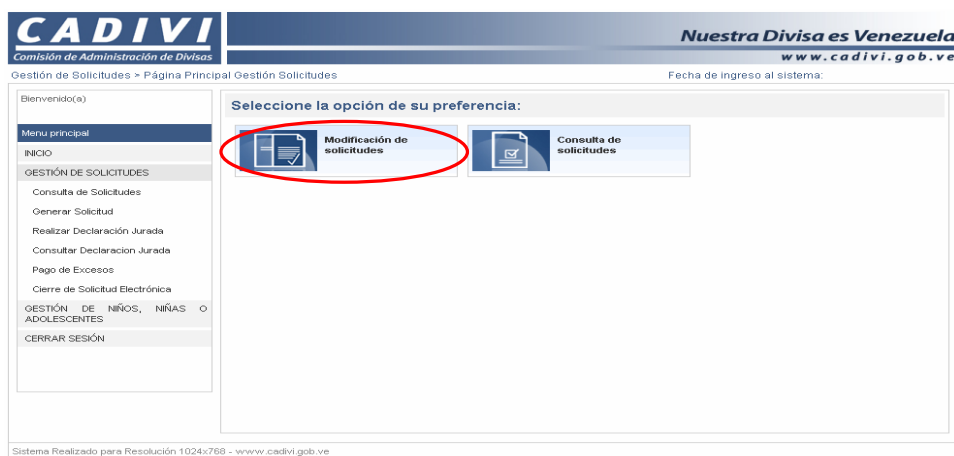 CADIVI
Comisión de Administración de Divisas
Nuestra Divisa es Venezuela
www.cadivi.gob.ve
Gestión de Solicitudes > Página Principal Gestión Solicitudes
Fecha de ingreso al sistema:
Bienvenido(a)
Menu principal
INICIO
GESTIÓN DE SOLICITUDES
Consulta de Solicitudes
Generar Solicitud
Realizar Declaración Jurada
Consultar Declaracion Jurada
Pago de Excesos
Cierre de Solicitud Electrónica
GESTIÓN DE NIÑOS, NIÑAS O
ADOLESCENTES
CERRAR SESIÓN
Seleccione la opción de su preferencia:
Modificación de
solicitudes
Consulta de
solicitudes
Sistema Realizado para Resolución 1024x768 - www.cadivi.gob.ve